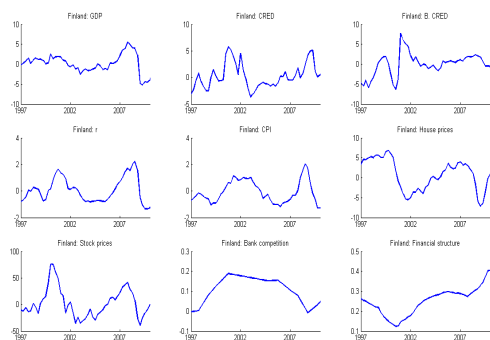 Finland: GDP
10
5
0
-5
-10
1997 2002 2007
Finland: CRED
10
5
0
-5
1997 2002 2007
Finland: B. CRED
10
5
0
-5
-10
1997 2002 2007
Finland: r
4
2
0
-2
1997 2002 2007
Finland: CPI
4
2
0
-2
1997 2002 2007
Finland: House prices
10
5
0
-5
-10
1997 2002 2007
Finland: Stock prices
100
50
0
-50
1997 2002 2007
Finland: Bank competition
0.3
0.2
0.1
0
0.1
1997 2002 2007
Finland: Financial structure
0.5
0.4
0.3
0.2
0.1
1997 2002 2007